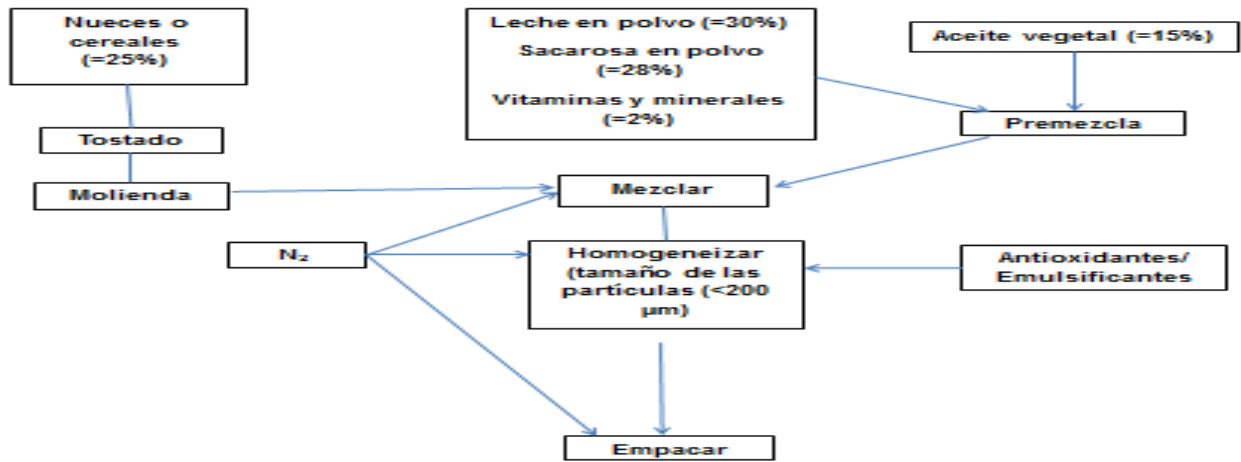 Nueces o
cereales
(=25%)
Leche en polvo (=30%)
Sacarosa en polvo
(=28%)
Vitaminas y minerales
(=2%)
Aceite vegetal (=15%)
Premezcla
Tostado
Molienda
Mezclar
N₂
Homogeneizar
(tamaño de las
partículas (<200
µm)
Antioxidantes/
Emulsificantes
Empacar